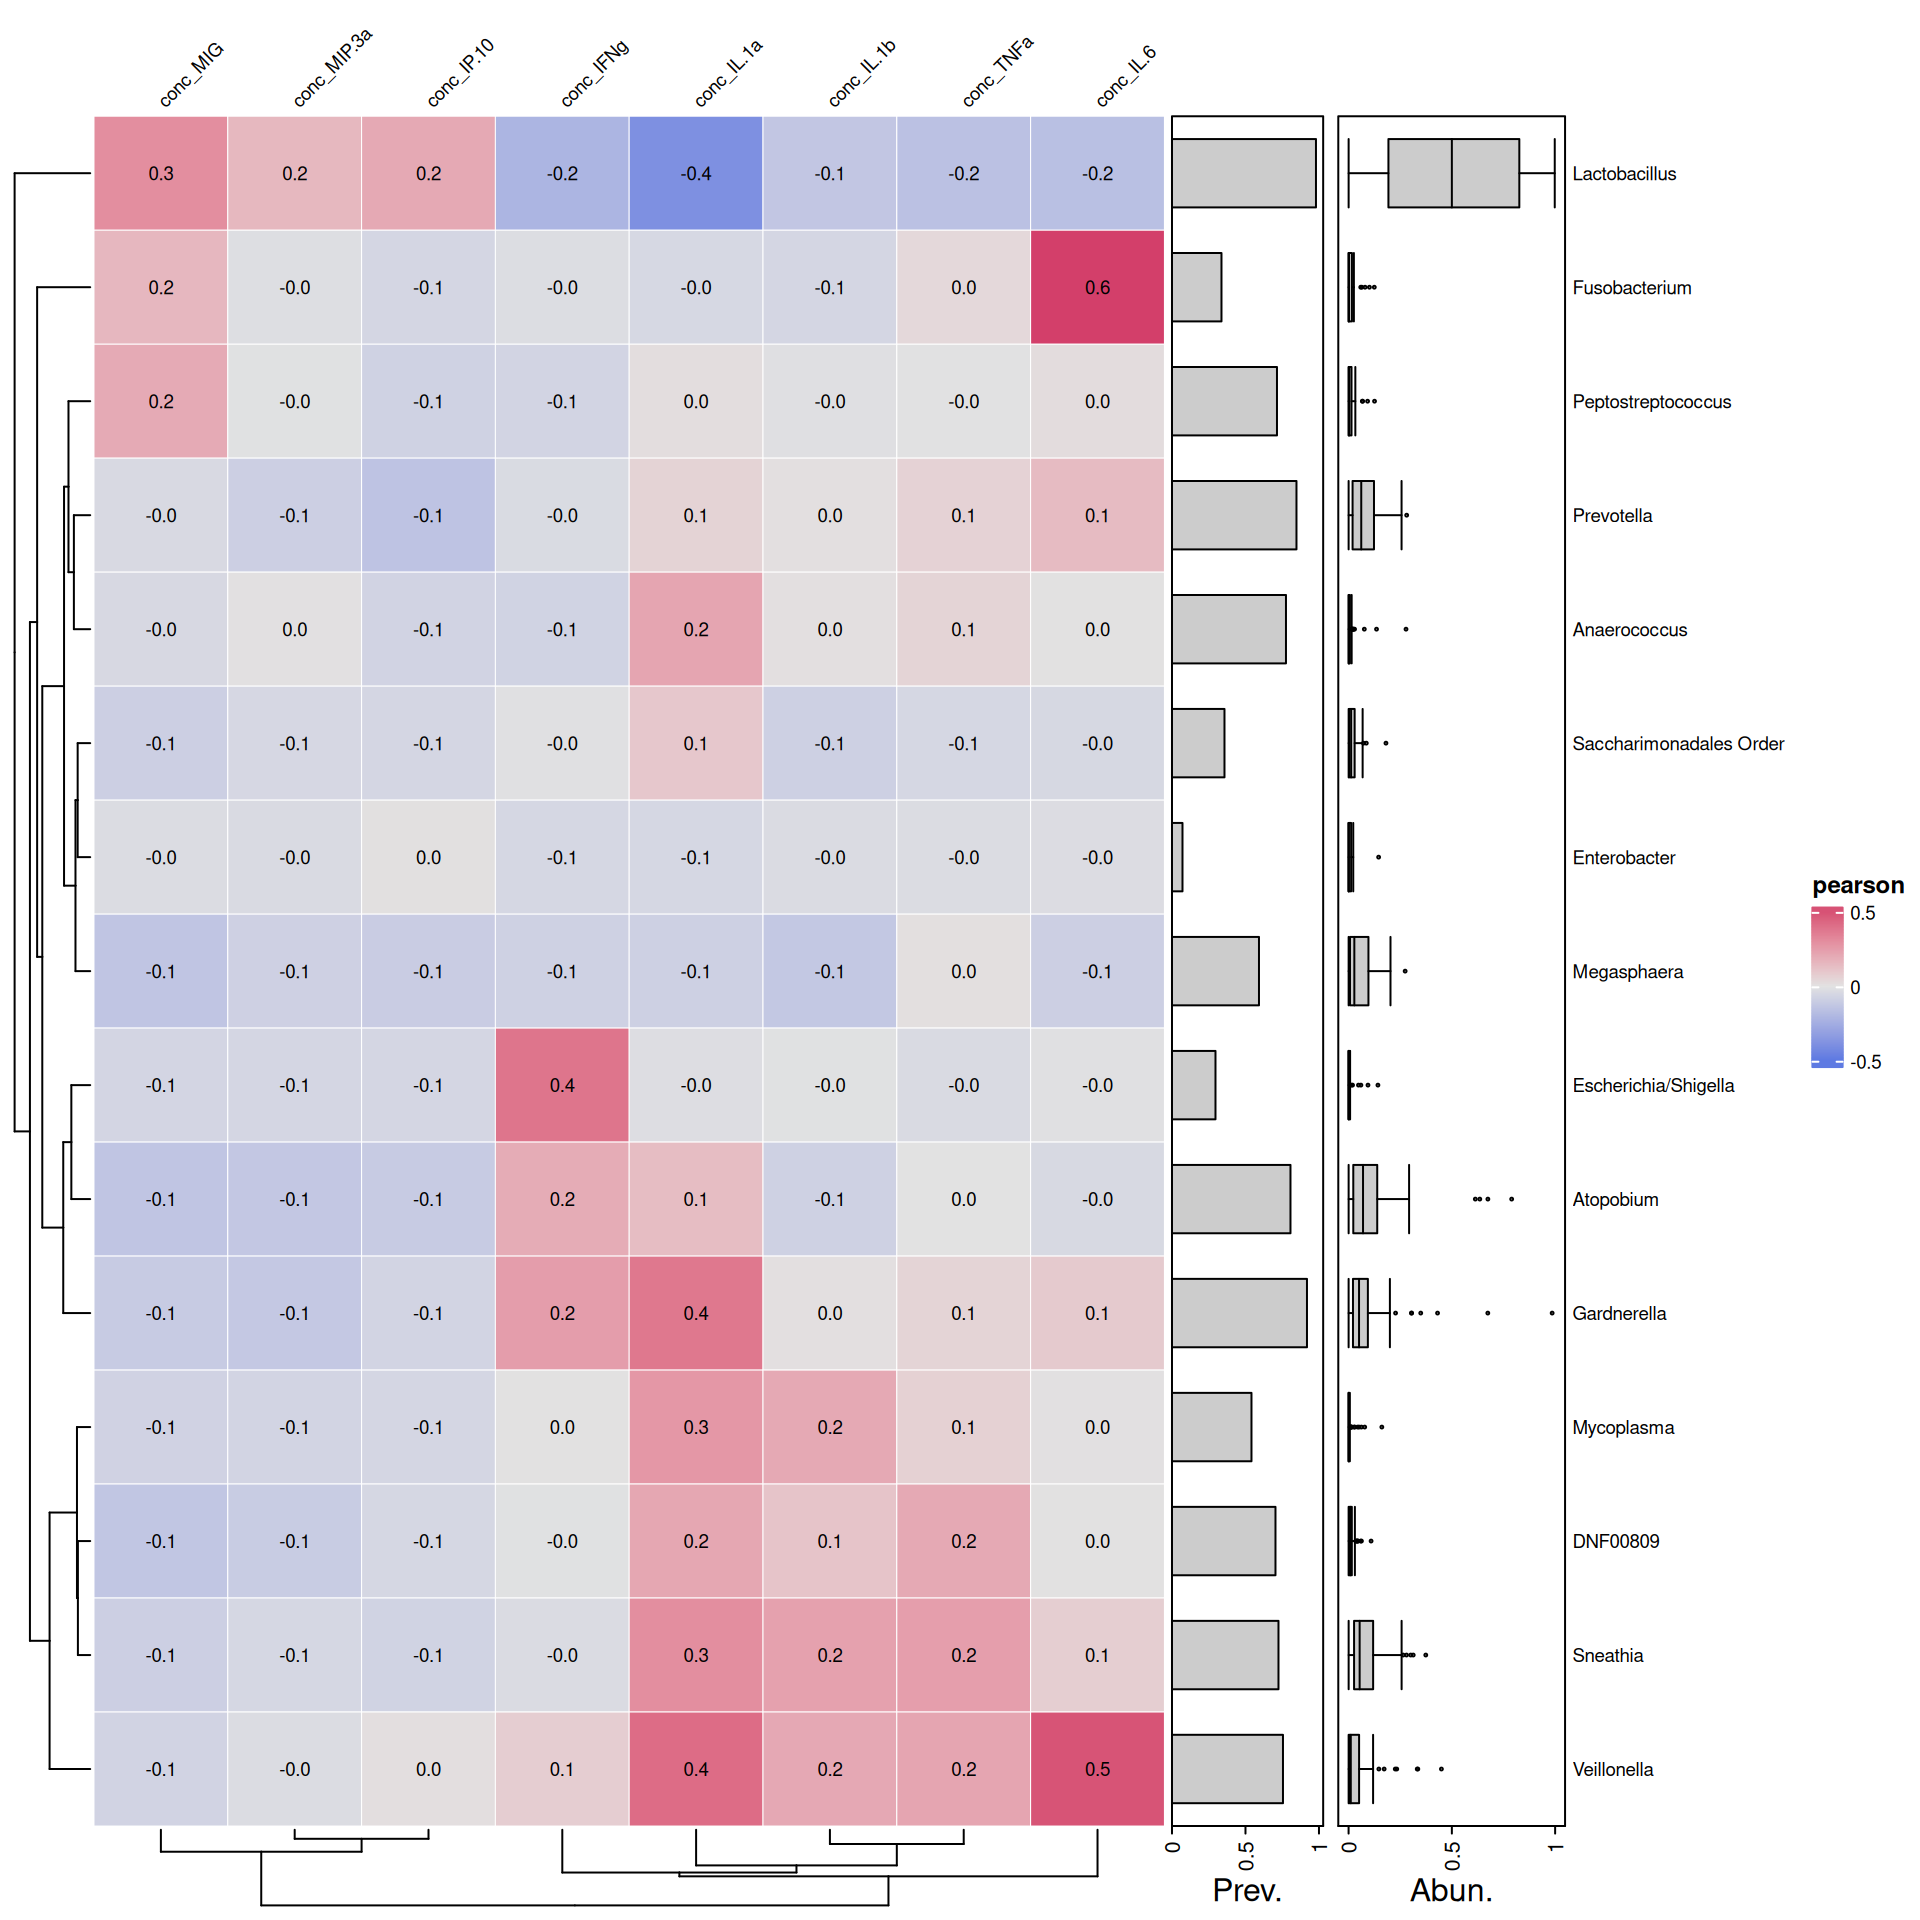 conc_MIG conc_MIP.3a conc_IP.10 conc_IFNg conc_IL.1a conc_IL.1b conc_TNFa conc_IL.6
0.3 0.2 0.2 -0.2 -0.4 -0.1 -0.2 -0.2 Lactobacillus
0.2 -0.0 -0.1 -0.0 -0.0 -0.1 0.0 0.6 Fusobacterium
0.2 -0.0 -0.1 -0.1 0.0 -0.0 -0.0 0.0 Peptostreptococcus
-0.0 -0.1 -0.1 -0.0 0.1 0.0 0.1 0.1 Prevotella
-0.0 0.0 -0.1 -0.1 0.2 0.0 0.1 0.0 Anaerococcus
-0.1 -0.1 -0.1 -0.0 0.1 -0.1 -0.1 -0.0 Saccharimonadales Order
-0.0 -0.0 0.0 -0.1 -0.1 -0.0 -0.0 -0.0 Enterobacter
-0.1 -0.1 -0.1 -0.1 -0.1 -0.1 0.0 -0.1 Megasphaera
-0.1 -0.1 -0.1 0.4 -0.0 -0.0 -0.0 -0.0 Escherichia/Shigella
-0.1 -0.1 -0.1 0.2 0.1 -0.1 0.0 -0.0 Atopobium
-0.1 -0.1 -0.1 0.2 0.4 0.0 0.1 0.1 Gardnerella
-0.1 -0.1 -0.1 0.0 0.3 0.2 0.1 0.0 Mycoplasma
-0.1 -0.1 -0.1 -0.0 0.2 0.1 0.2 0.0 DNF00809
-0.1 -0.1 -0.1 -0.0 0.3 0.2 0.2 0.1 Sneathia
-0.1 -0.0 0.0 0.1 0.4 0.2 0.2 0.5 Veillonella
0 0.5 1 0 0.5 1
Prev. Abun.
pearson
0.5
0
-0.5